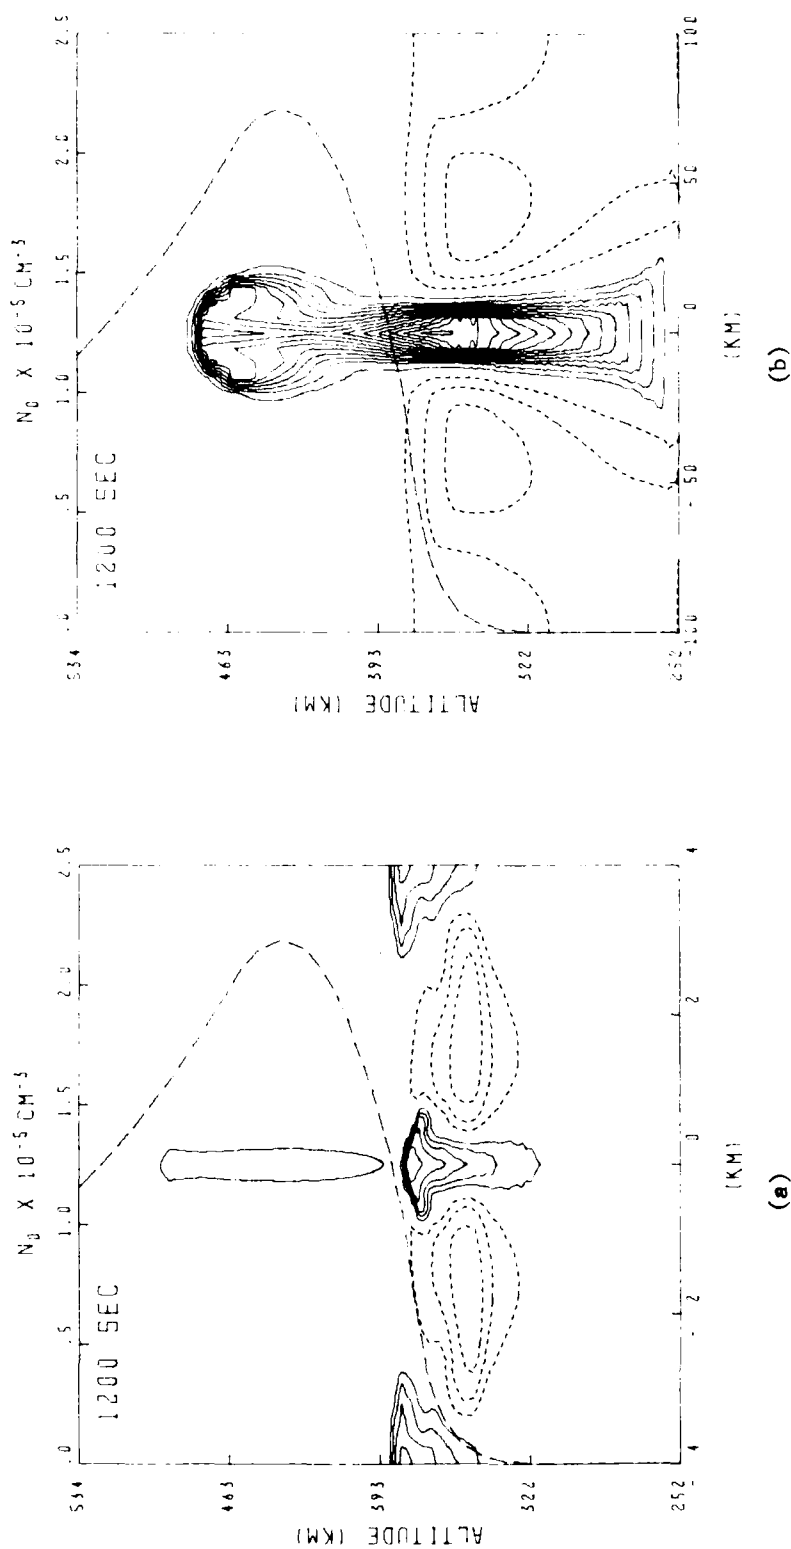 N₀ X 10⁻⁵ CM⁻³
.0 .5 1.0 1.5 2.0 2.5
1200 SEC
534
463
393
322
252
ALTITUDE (KM)
-4 -2 0 2 4
(KM)
(a)
N₀ X 10⁻⁵ CM⁻³
.0 .5 1.0 1.5 2.0 2.5
1200 SEC
534
463
393
322
252
ALTITUDE (KM)
-100 -50 0 50 100
(KM)
(b)